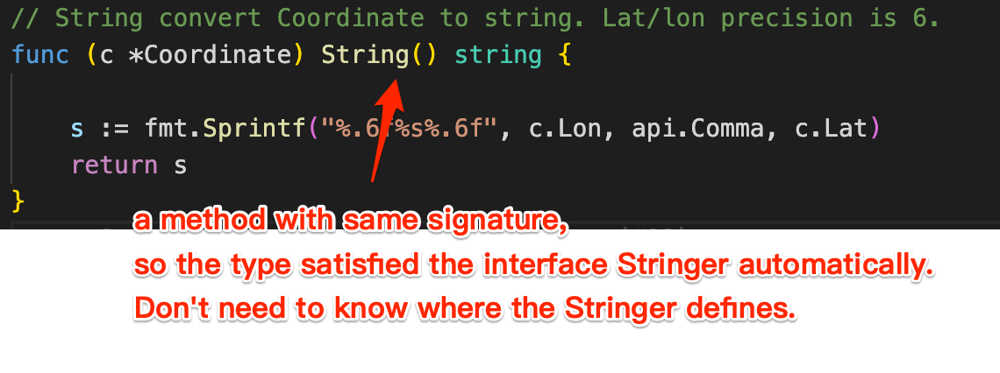 // String convert Coordinate to string. Lat/lon precision is 6.
func (c *Coordinate) String() string {
s := fmt.Sprintf("%.6f%s%.6f", c.Lon, api.Comma, c.Lat)
return s
}
a method with same signature,
so the type satisfied the interface Stringer automatically.
Don't need to know where the Stringer defines.